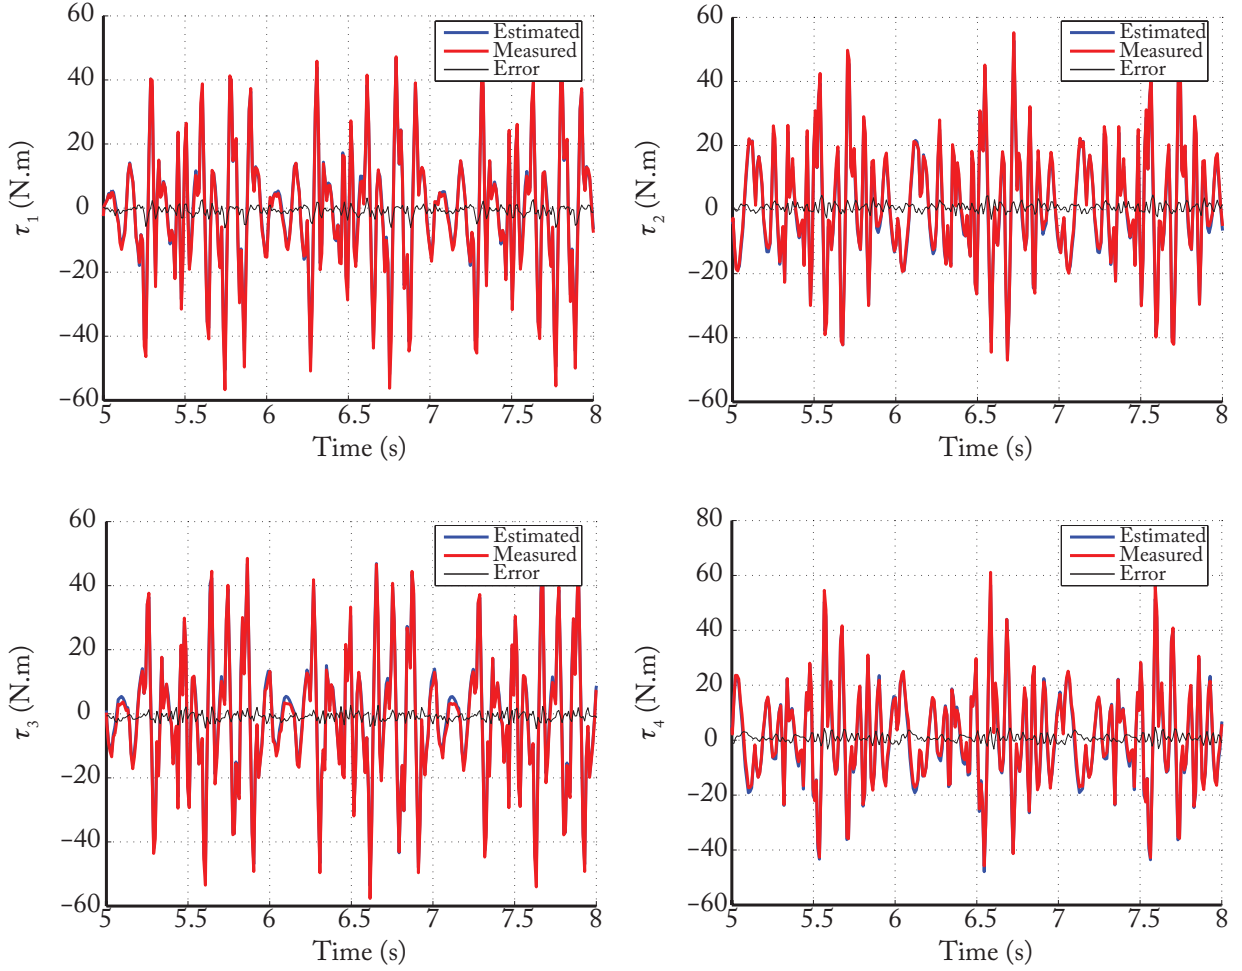 60
40
20
0
−20
−40
−60
5
5.5
6
6.5
7
7.5
8
τ1 (N.m)
Time (s)
Estimated
Measured
Error
60
40
20
0
−20
−40
−60
5
5.5
6
6.5
7
7.5
8
τ2 (N.m)
Time (s)
Estimated
Measured
Error
60
40
20
0
−20
−40
−60
5
5.5
6
6.5
7
7.5
8
τ3 (N.m)
Time (s)
Estimated
Measured
Error
80
60
40
20
0
−20
−40
−60
5
5.5
6
6.5
7
7.5
8
τ4 (N.m)
Time (s)
Estimated
Measured
Error